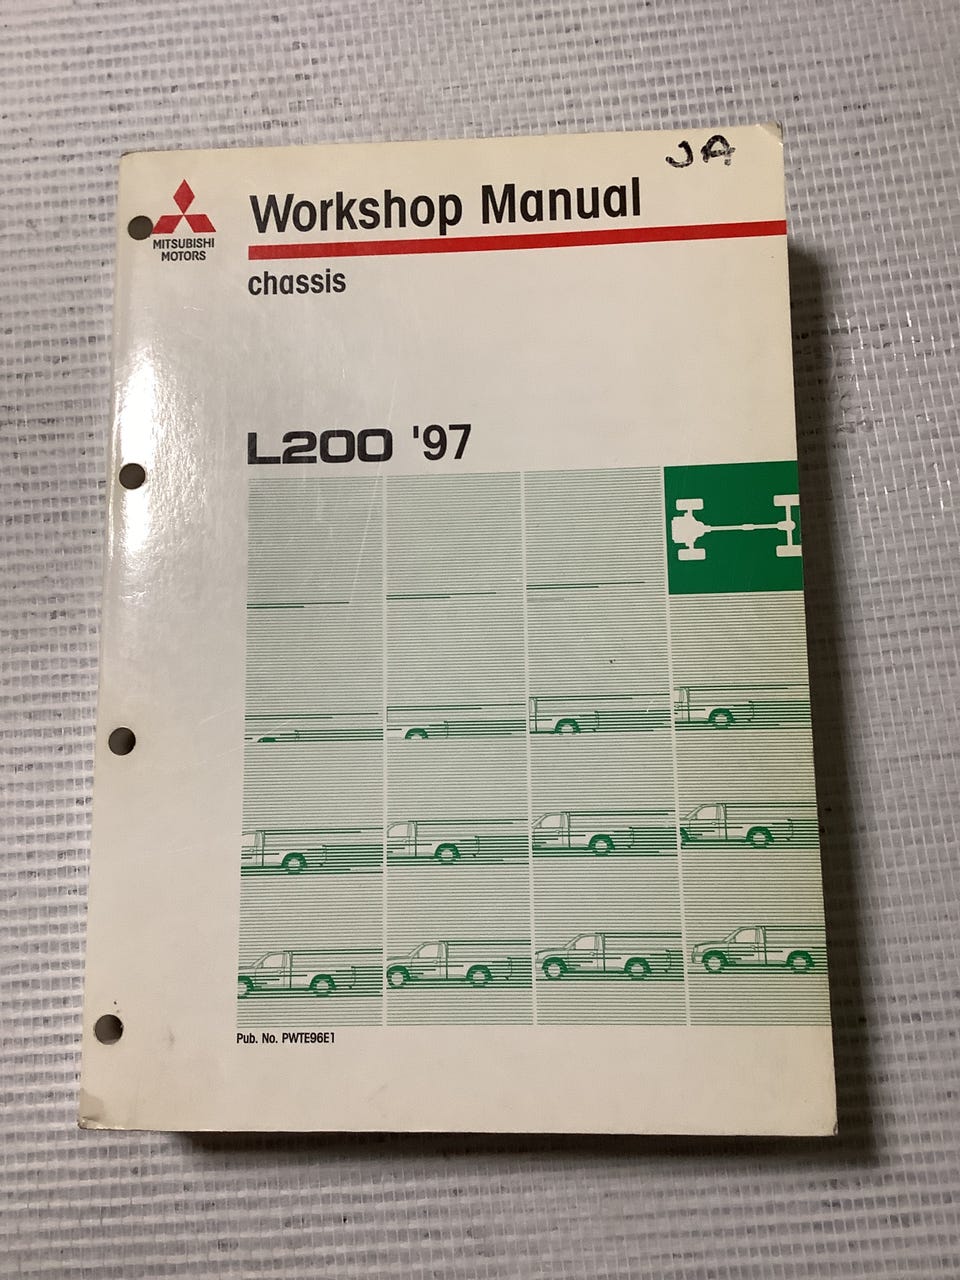 JA
Workshop Manual
MITSUBISHI
MOTORS
chassis
L200 '97
Pub. No. PWTE96E1